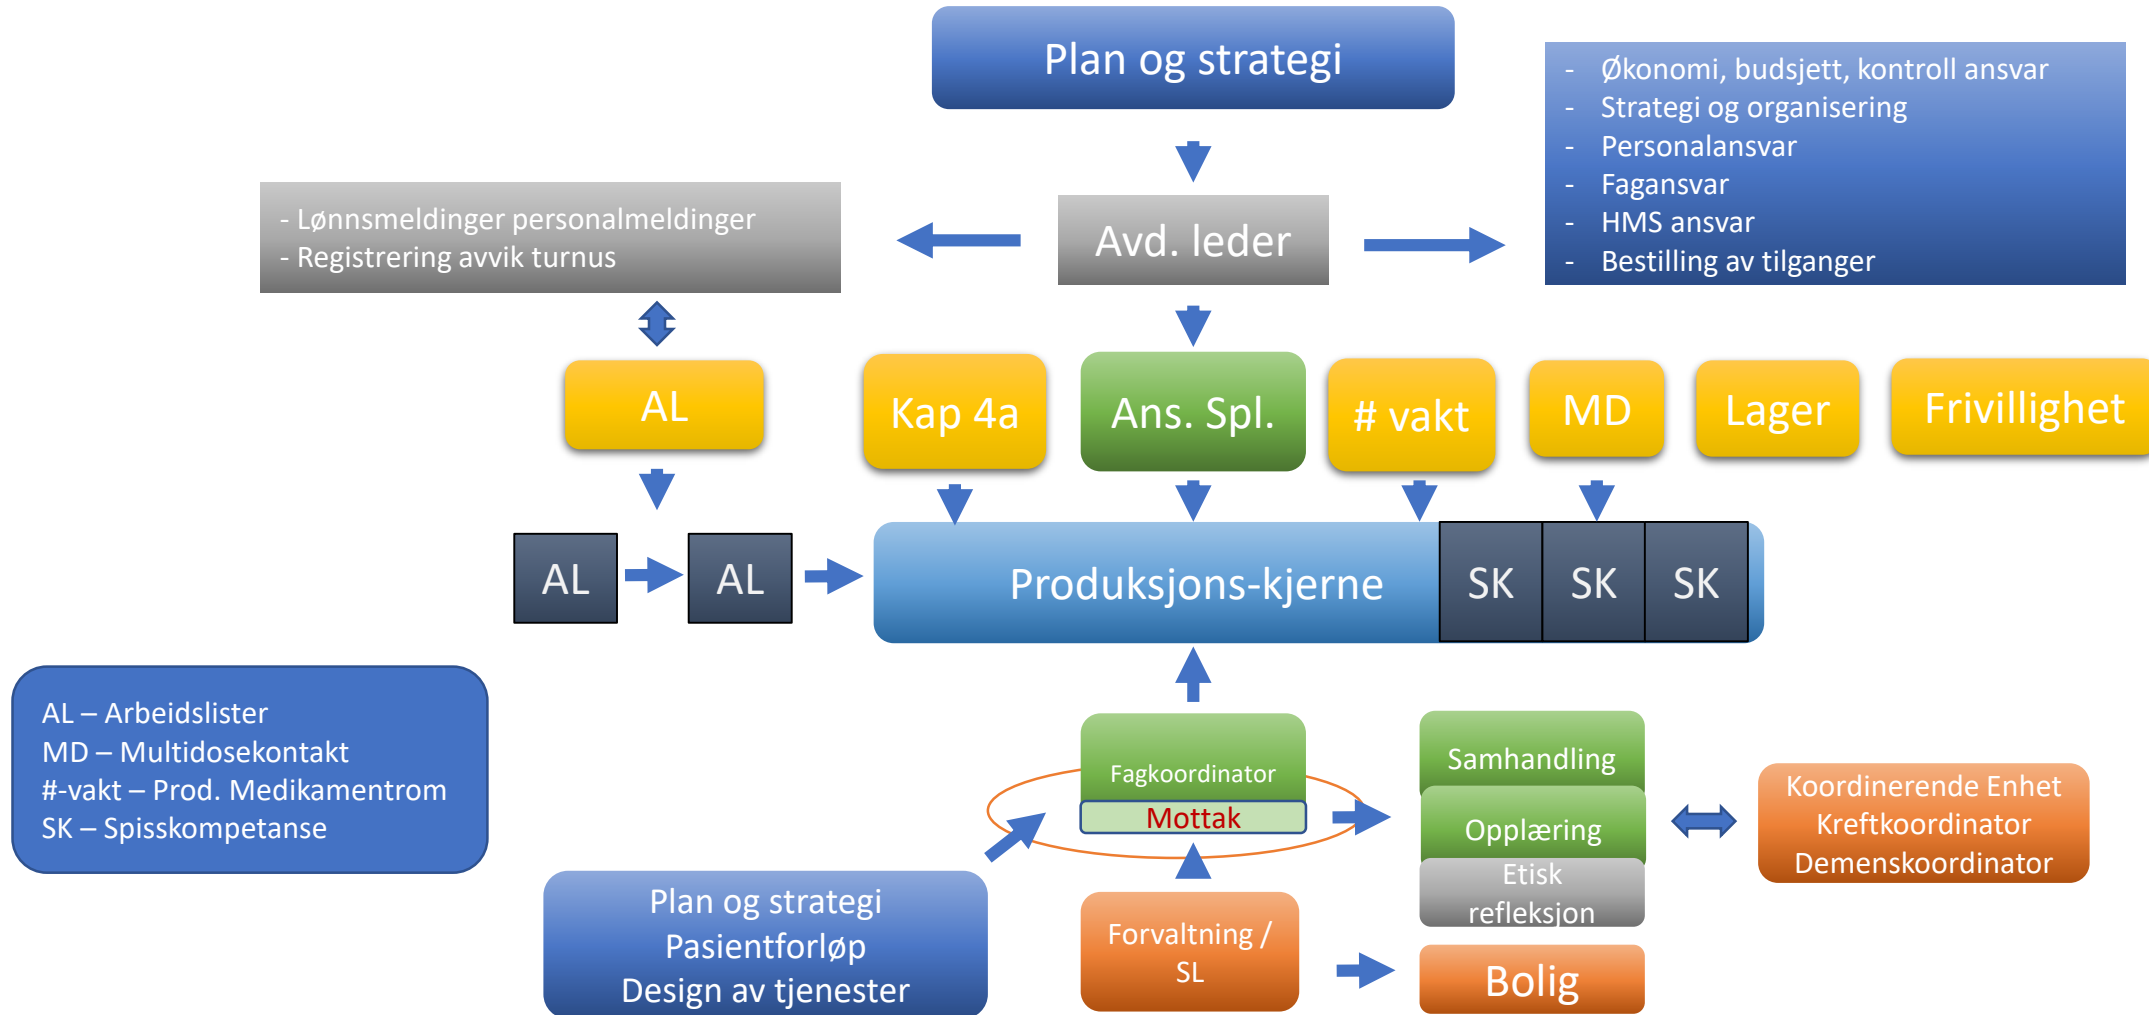 Plan og strategi
- Økonomi, budsjett, kontroll ansvar
- Strategi og organisering
- Personalansvar
- Fagansvar
- HMS ansvar
- Bestilling av tilganger
- Lønnsmeldinger personalmeldinger
- Registrering avvik turnus
Avd. leder
AL
Kap 4a
Ans. Spl.
# vakt
MD
Lager
Frivillighet
AL
AL
Produksjons-kjerne
SK
SK
SK
AL – Arbeidslister
MD – Multidosekontakt
#-vakt – Prod. Medikamentrom
SK – Spisskompetanse
Fagkoordinator
Mottak
Samhandling
Opplæring
Etisk
refleksjon
Koordinerende Enhet
Kreftkoordinator
Demenskoordinator
Plan og strategi
Pasientforløp
Design av tjenester
Forvaltning /
SL
Bolig